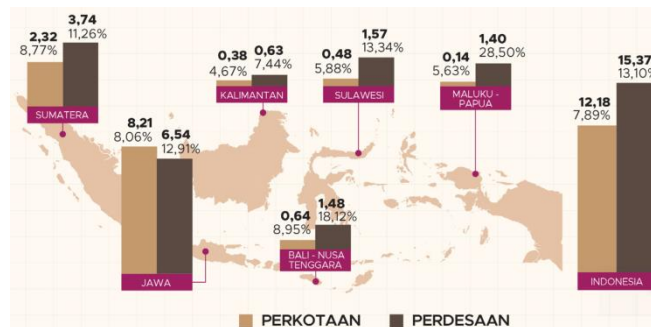 2,32
8,77%
3,74
11,26%
SUMATERA
0,38
4,67%
0,63
7,44%
KALIMANTAN
0,48
5,88%
1,57
13,34%
SULAWESI
0,14
5,63%
1,40
28,50%
MALUKU -
PAPUA
12,18
7,89%
15,37
13,10%
INDONESIA
8,21
8,06%
6,54
12,91%
JAWA
0,64
8,95%
1,48
18,12%
BALI - NUSA
TENGGARA
PERKOTAAN
PERDESAAN